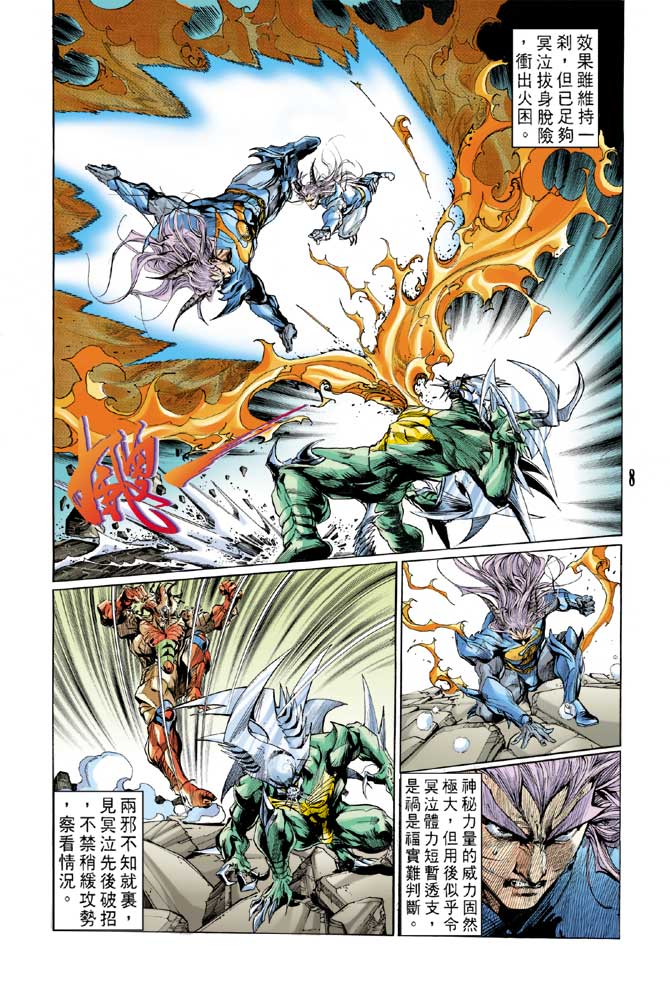 效果雖維持一
剎，但已足夠
冥泣拔身脫險
，衝出火困。
8
神秘力量的威力固然
極大，但用後似乎令
冥泣體力短暫透支，
是禍是福實難判斷。
兩邪不知就裏，
見冥泣先後破招
，不禁稍緩攻勢
，察看情況。